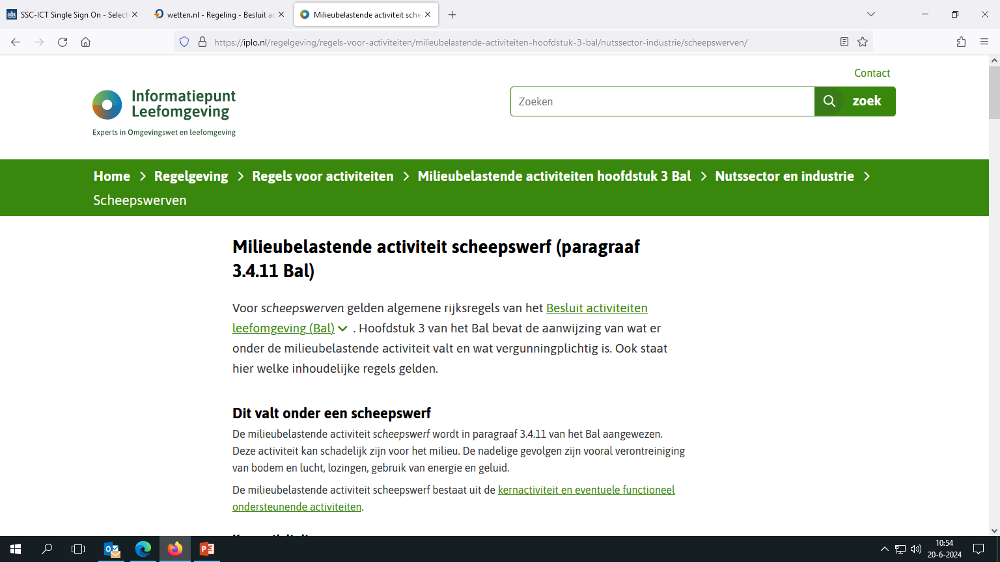 SSC-ICT Single Sign On - Select
wetten.nl - Regeling - Besluit ac
Milieubelastende activiteit sche
https://iplo.nl/regelgeving/regels-voor-activiteiten/milieubelastende-activiteiten-hoofdstuk-3-bal/nutssector-industrie/scheepswerven/
Contact
Informatiepunt
Leefomgeving
Experts in Omgevingswet en leefomgeving
Zoeken
zoek
Home > Regelgeving > Regels voor activiteiten > Milieubelastende activiteiten hoofdstuk 3 Bal > Nutssector en industrie >
Scheepswerven
Milieubelastende activiteit scheepswerf (paragraaf
3.4.11 Bal)
Voor scheepswerven gelden algemene rijksregels van het Besluit activiteiten
leefomgeving (Bal) . Hoofdstuk 3 van het Bal bevat de aanwijzing van wat er
onder de milieubelastende activiteit valt en wat vergunningplichtig is. Ook staat
hier welke inhoudelijke regels gelden.
Dit valt onder een scheepswerf
De milieubelastende activiteit scheepswerf wordt in paragraaf 3.4.11 van het Bal aangewezen.
Deze activiteit kan schadelijk zijn voor het milieu. De nadelige gevolgen zijn vooral verontreiniging
van bodem en lucht, lozingen, gebruik van energie en geluid.
De milieubelastende activiteit scheepswerf bestaat uit de kernactiviteit en eventuele functioneel
ondersteunende activiteiten.
10:54
20-6-2024